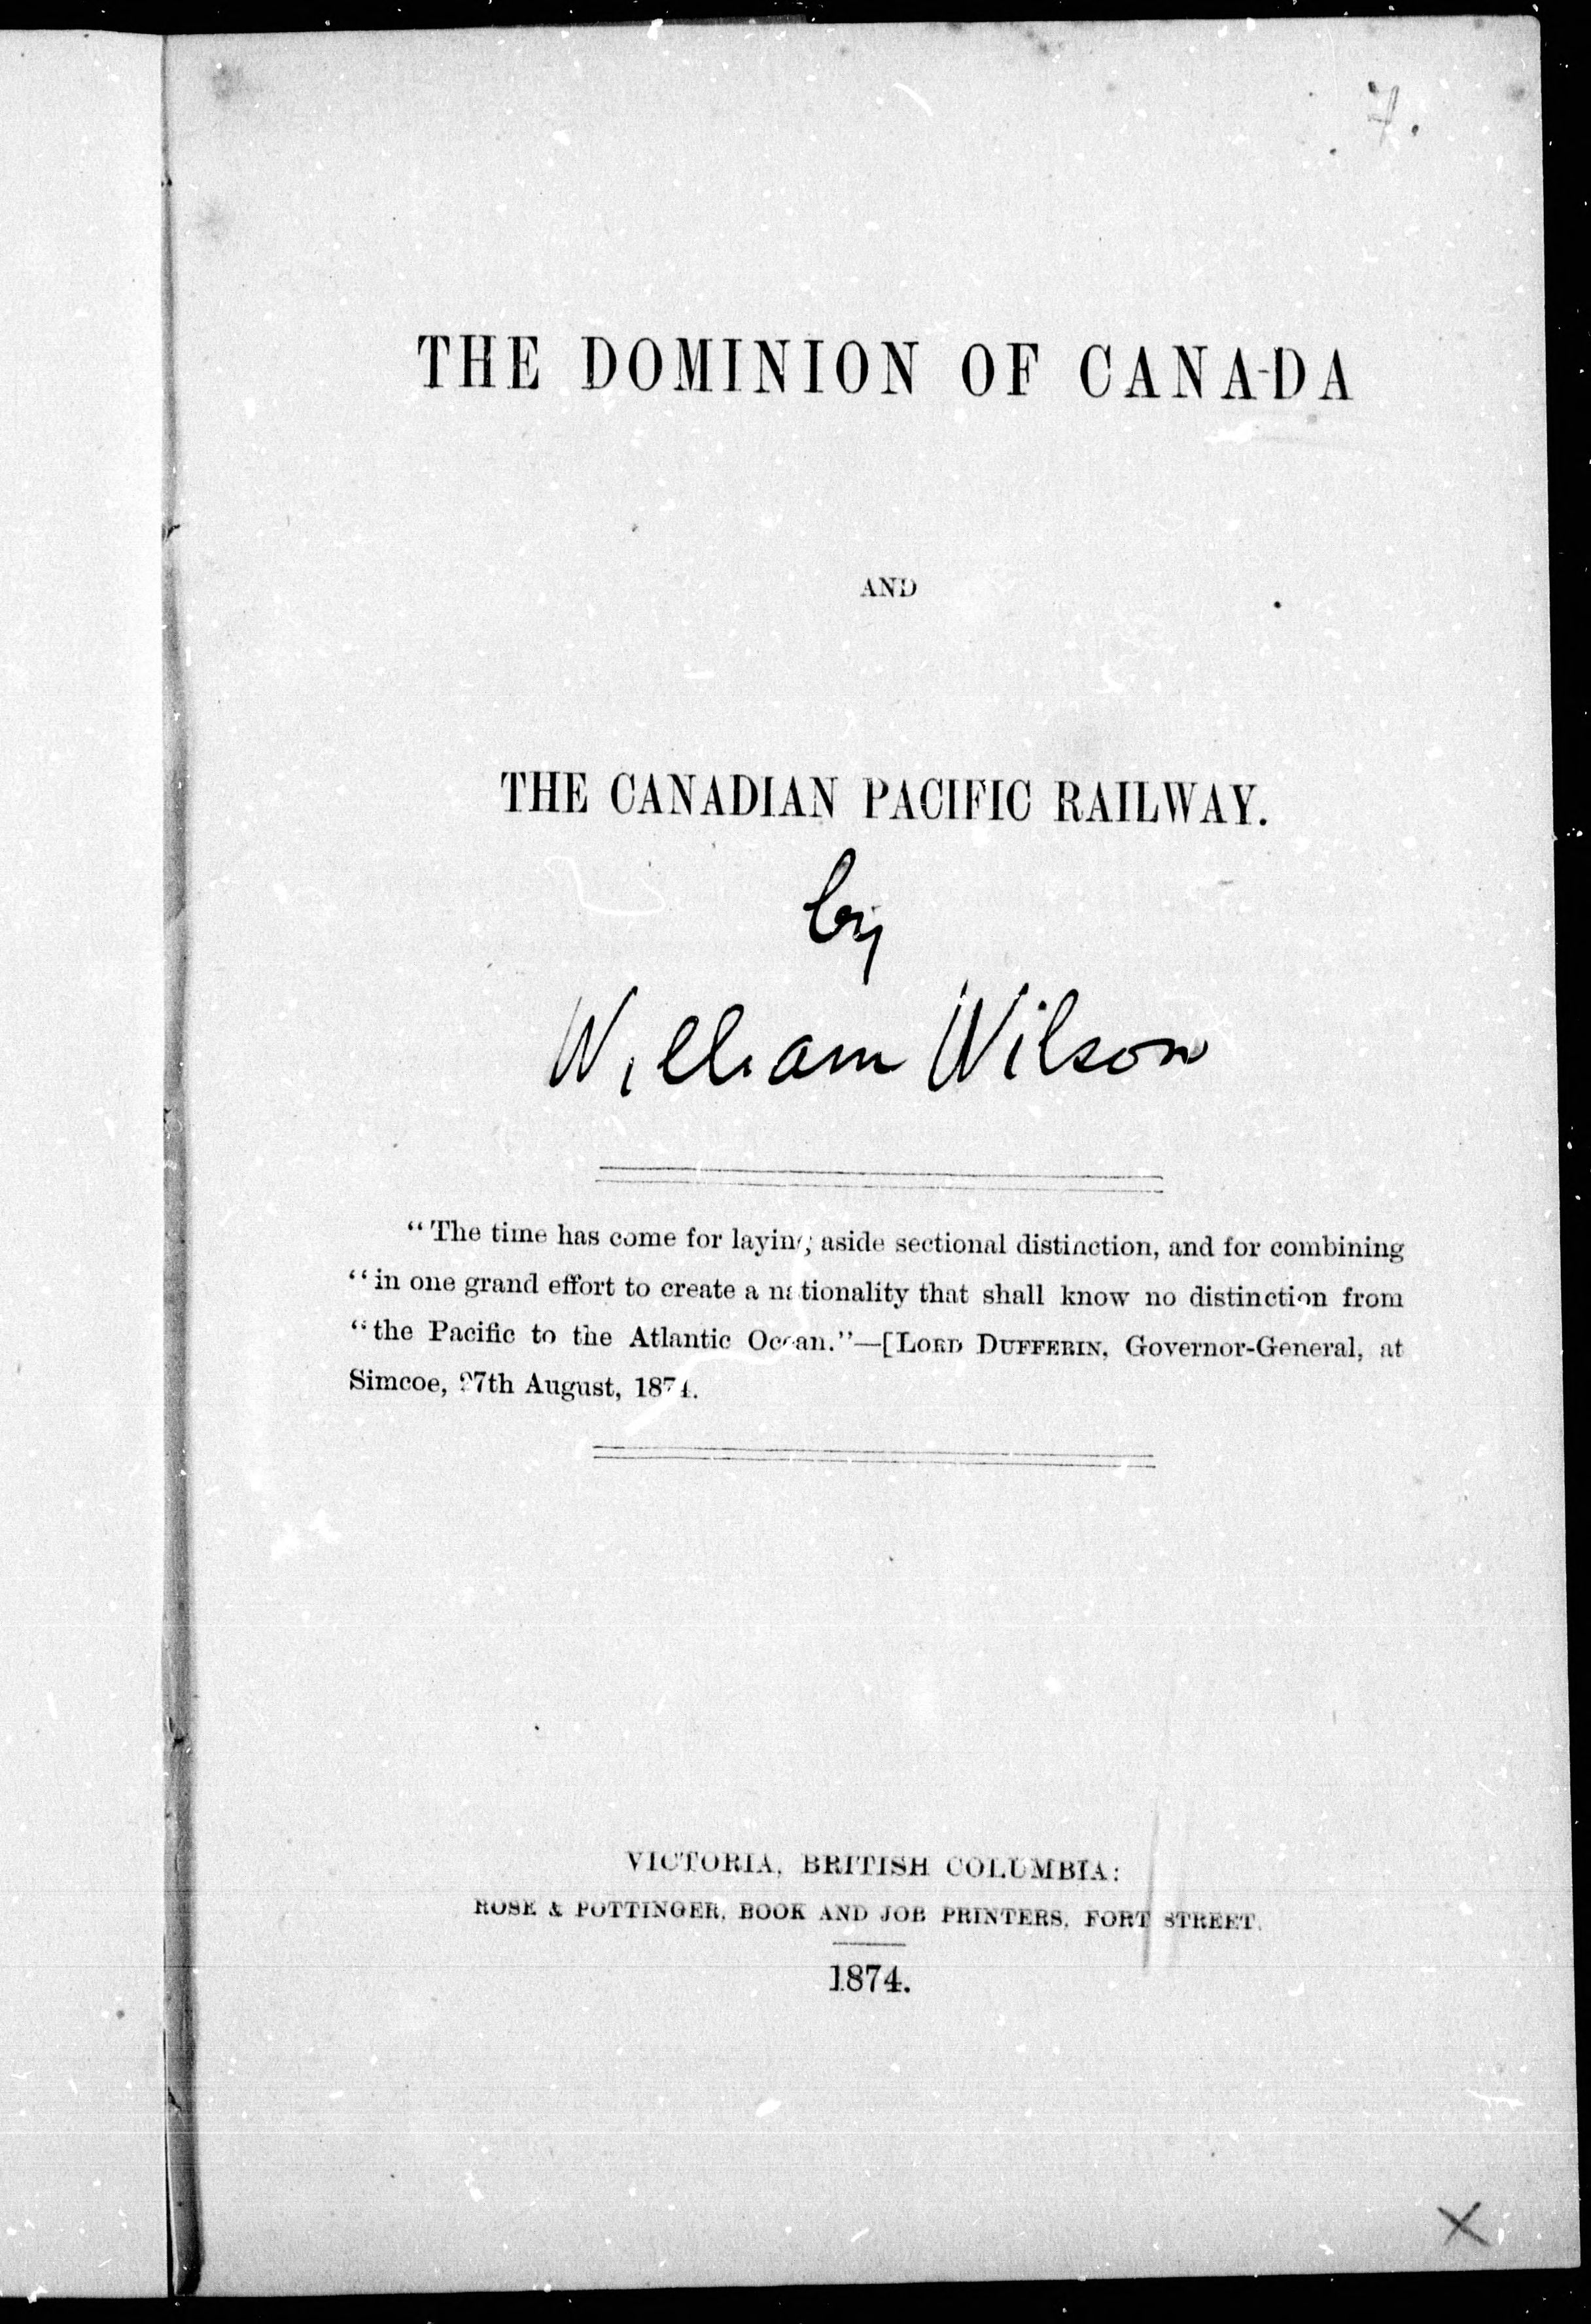 7.
THE DOMINION OF CANADA
AND
THE CANADIAN PACIFIC RAILWAY.
by
William Wilson
“The time has come for laying aside sectional distinction, and for combining
“in one grand effort to create a nationality that shall know no distinction from
“the Pacific to the Atlantic Ocean.”—[LORD DUFFERIN, Governor-General, at
Simcoe, 27th August, 1874.
VICTORIA, BRITISH COLUMBIA:
ROSE & POTTINGER, BOOK AND JOB PRINTERS, FORT STREET.
1874.
X